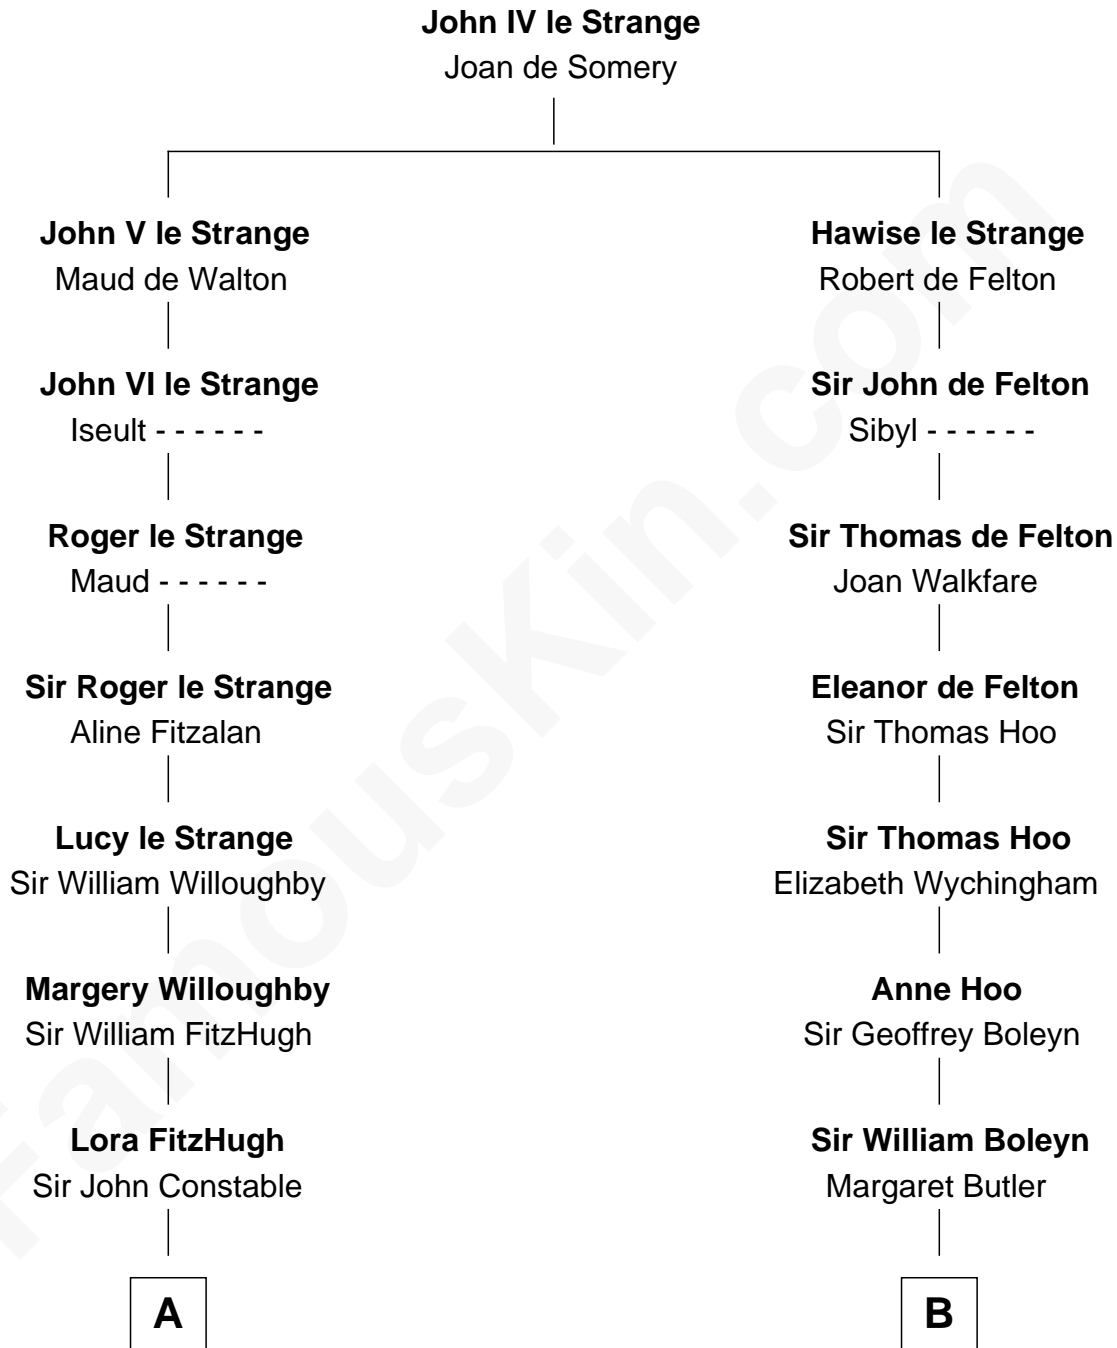 John IV le Strange
Joan de Somery
John V le Strange
Maud de Walton
Hawise le Strange
Robert de Felton
John VI le Strange
Iseult - - - - - -
Sir John de Felton
Sibyl - - - - - -
Roger le Strange
Maud - - - - - -
Sir Thomas de Felton
Joan Walkfare
Sir Roger le Strange
Aline Fitzalan
Eleanor de Felton
Sir Thomas Hoo
Lucy le Strange
Sir William Willoughby
Sir Thomas Hoo
Elizabeth Wychingham
Margery Willoughby
Sir William FitzHugh
Anne Hoo
Sir Geoffrey Boleyn
Lora FitzHugh
Sir John Constable
Sir William Boleyn
Margaret Butler
A
B
FamousKin.com